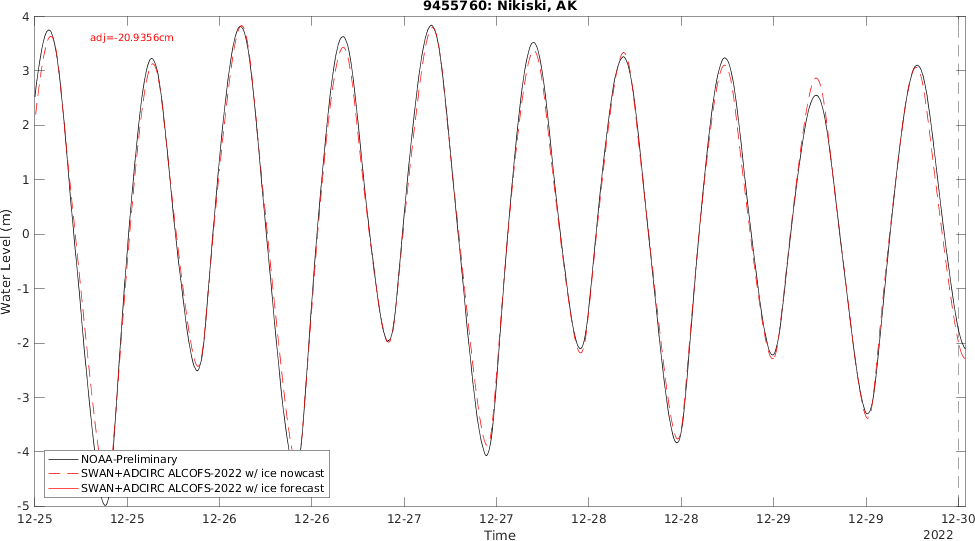 9455760: Nikiski, AK
adj=-20.9356cm
Water Level (m)
4
3
2
1
0
-1
-2
-3
-4
-5
NOAA-Preliminary
SWAN+ADCIRC ALCOFS-2022 w/ ice nowcast
SWAN+ADCIRC ALCOFS-2022 w/ ice forecast
12-25 12-25 12-26 12-26 12-27 12-27 12-28 12-28 12-29 12-29 12-30
Time
2022